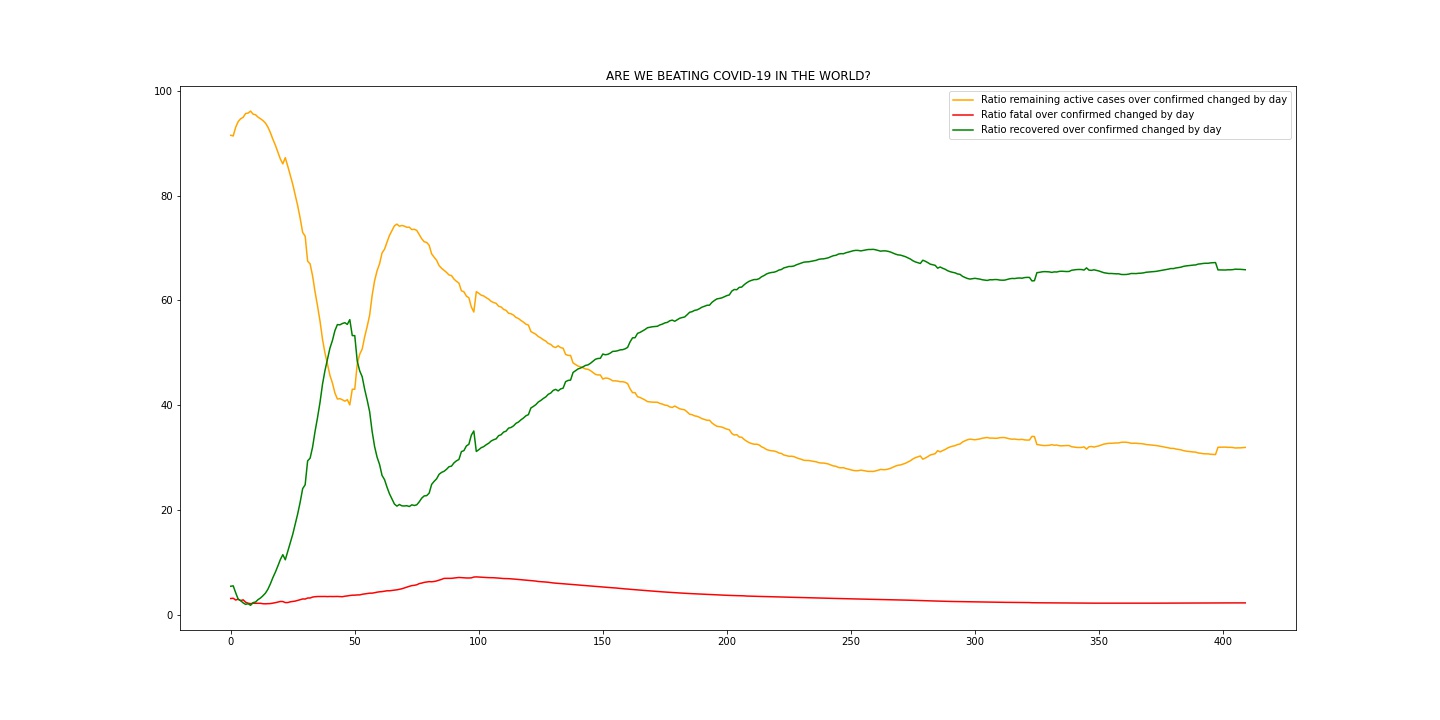 ARE WE BEATING COVID-19 IN THE WORLD?
100
80
60
40
20
0
Ratio remaining active cases over confirmed changed by day
Ratio fatal over confirmed changed by day
Ratio recovered over confirmed changed by day
0 50 100 150 200 250 300 350 400